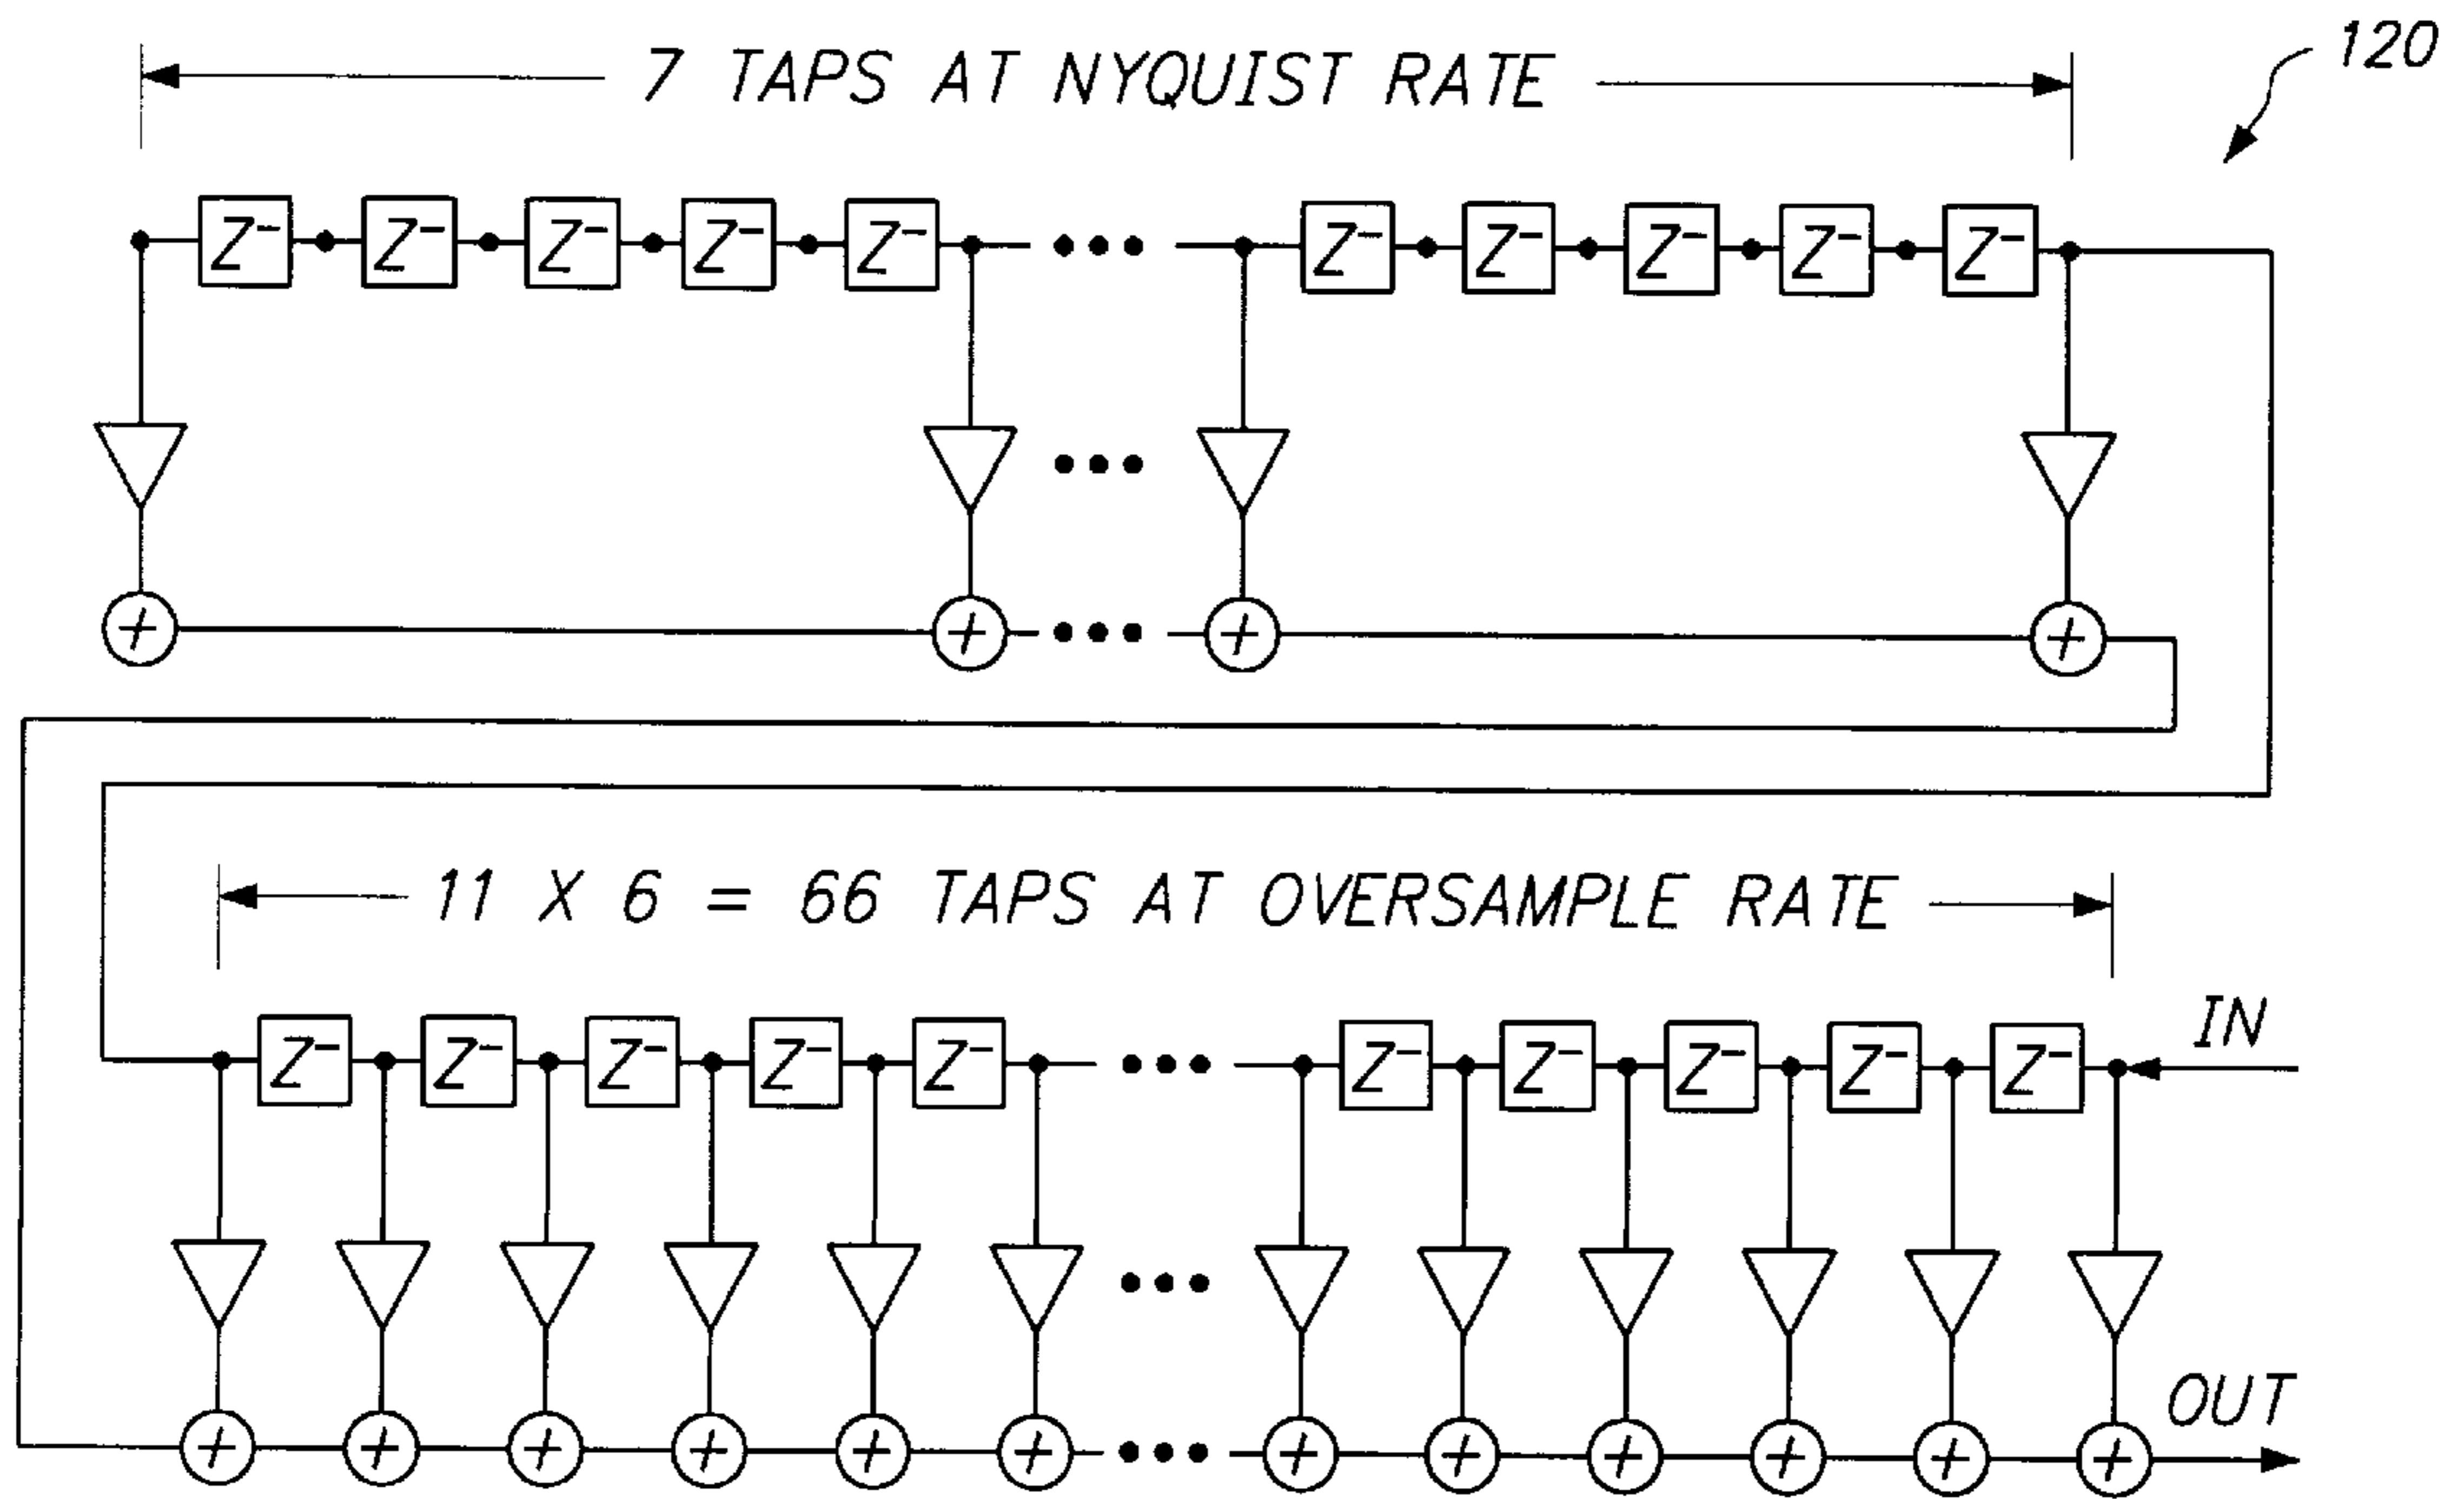 120
7 TAPS AT NYQUIST RATE
Z- Z- Z- Z- Z- Z- Z- Z- Z- Z-
+ + + +
11 X 6 = 66 TAPS AT OVERSAMPLE RATE
IN
Z- Z- Z- Z- Z- Z- Z- Z- Z- Z-
OUT
+ + + + + + + + + + + +